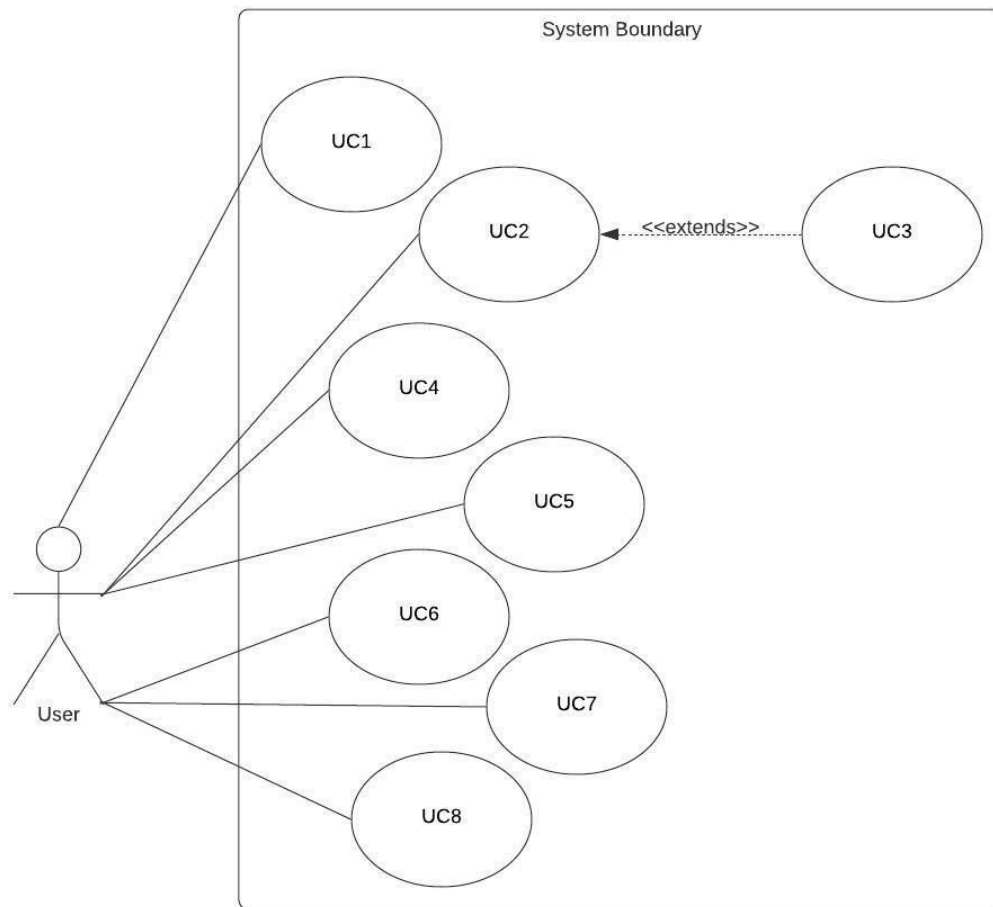 System Boundary
UC1
UC2
<<extends>>
UC3
UC4
UC5
UC6
UC7
User
UC8